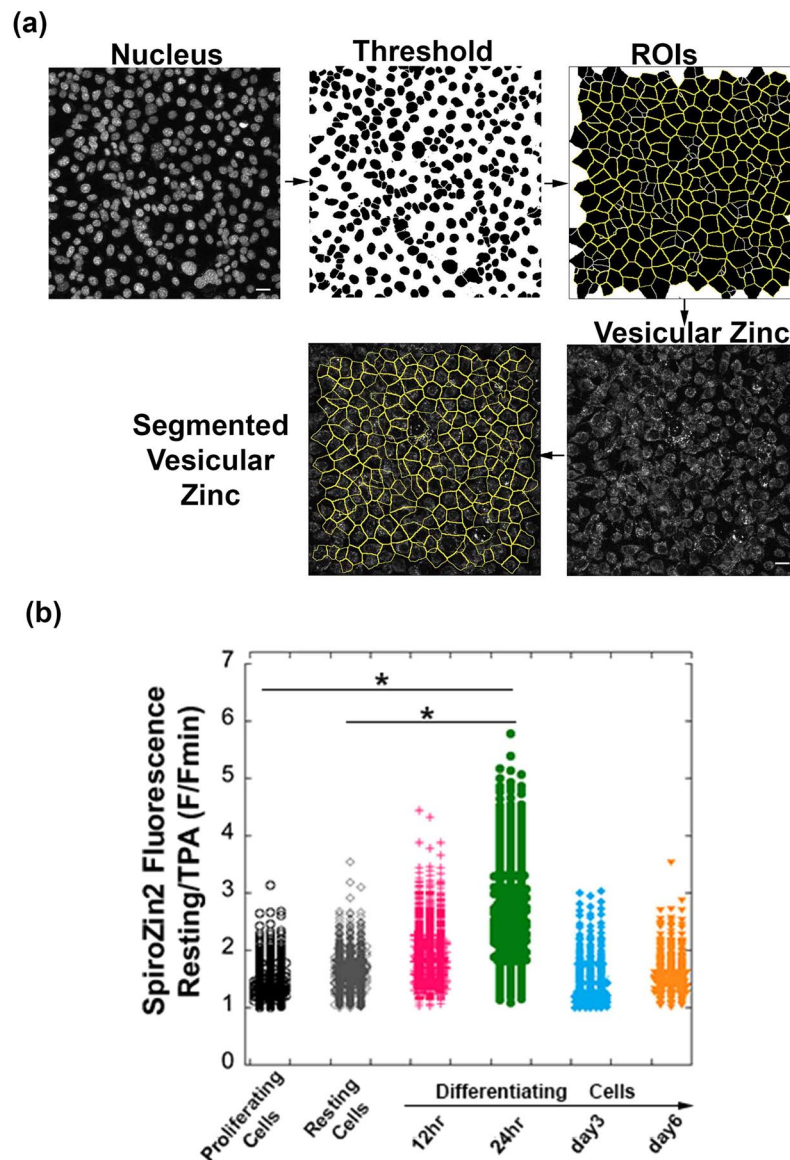 (a)
Nucleus
Threshold
ROIs
Vesicular Zinc
Segmented
Vesicular
Zinc
(b)
SpiroZin2 Fluorescence
Resting/TPA (F/Fmin)
7
6
5
4
3
2
1
0
*
*
Proliferating
Cells
Resting
Cells
Differentiating Cells
12hr
24hr
day3
day6